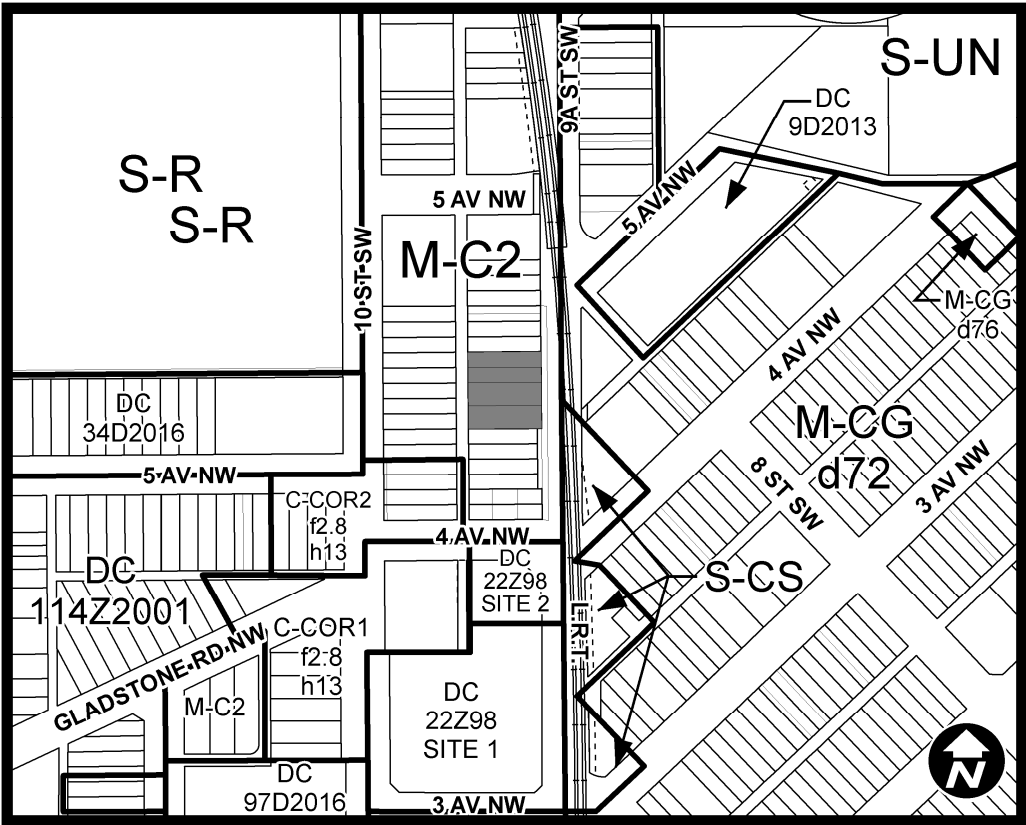 S-UN
9A ST SW
DC
9D2013
S-R
S-R
5 AV NW
5 AV NW
M-C2
10 ST SW
M-CG
d76
4 AV NW
DC
34D2016
M-CG
d72
5 AV NW
8 ST SW
3 AV NW
C-COR2
f2.8
h13
4 AV NW
DC
22Z98
SITE 2
S-CS
DC
114Z2001
L.R.T.
C-COR1
f2.8
h13
GLADSTONE RD NW
M-C2
DC
22Z98
SITE 1
DC
97D2016
3 AV NW
N